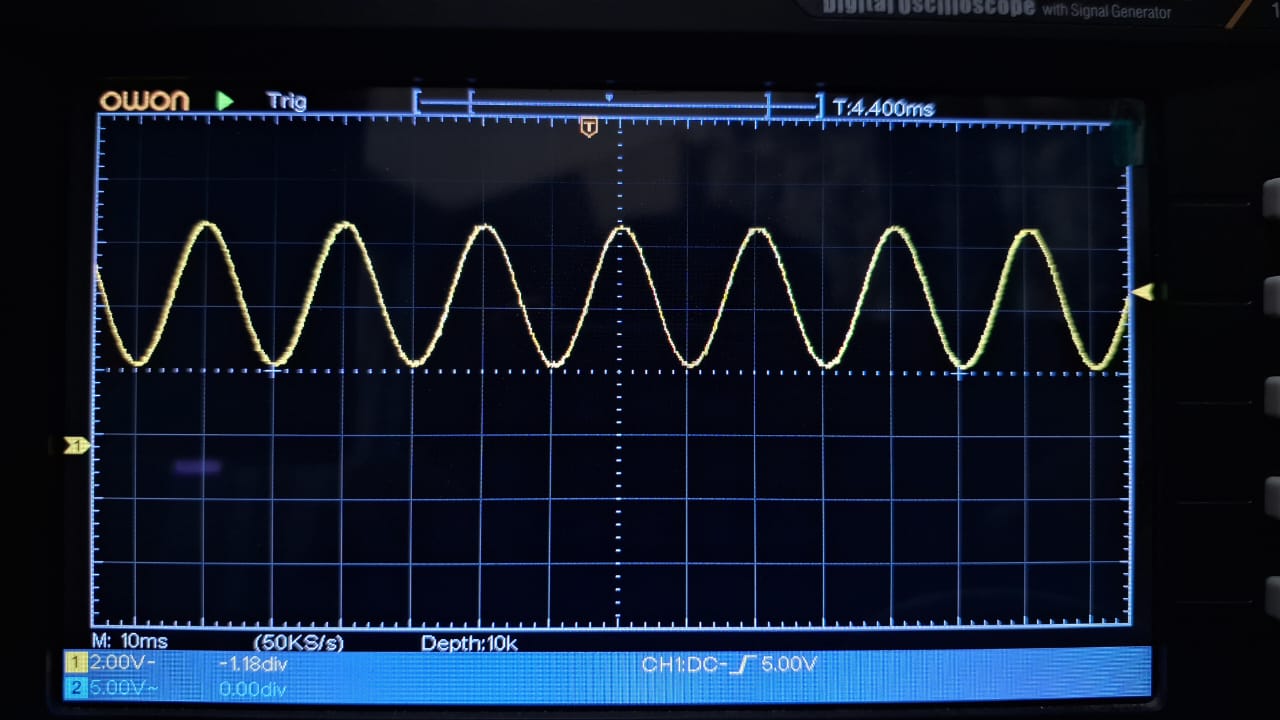 Digital Oscilloscope with Signal Generator
OWON Trig T:4.400ms
T
1
M: 10ms (50KS/s) Depth:10k
1 2.00V- -1.18div CH1:DC- 5.00V
2 5.00V~ 0.00div